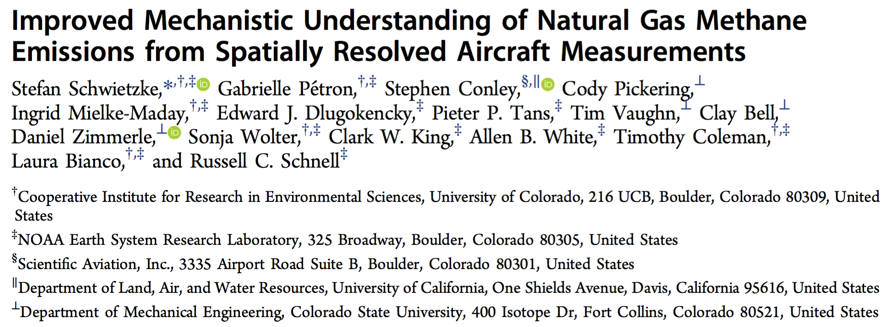 Improved Mechanistic Understanding of Natural Gas Methane
Emissions from Spatially Resolved Aircraft Measurements
Stefan Schwietzke,*,†,‡ Gabrielle Pétron,†,‡ Stephen Conley,§,∥ Cody Pickering,⊥
Ingrid Mielke-Maday,†,‡ Edward J. Dlugokencky,‡ Pieter P. Tans,‡ Tim Vaughn,⊥ Clay Bell,⊥
Daniel Zimmerle,⊥ Sonja Wolter,†,‡ Clark W. King,‡ Allen B. White,‡ Timothy Coleman,†,‡
Laura Bianco,†,‡ and Russell C. Schnell‡
†Cooperative Institute for Research in Environmental Sciences, University of Colorado, 216 UCB, Boulder, Colorado 80309, United
States
‡NOAA Earth System Research Laboratory, 325 Broadway, Boulder, Colorado 80305, United States
§Scientific Aviation, Inc., 3335 Airport Road Suite B, Boulder, Colorado 80301, United States
∥Department of Land, Air, and Water Resources, University of California, One Shields Avenue, Davis, California 95616, United States
⊥Department of Mechanical Engineering, Colorado State University, 400 Isotope Dr, Fort Collins, Colorado 80521, United States